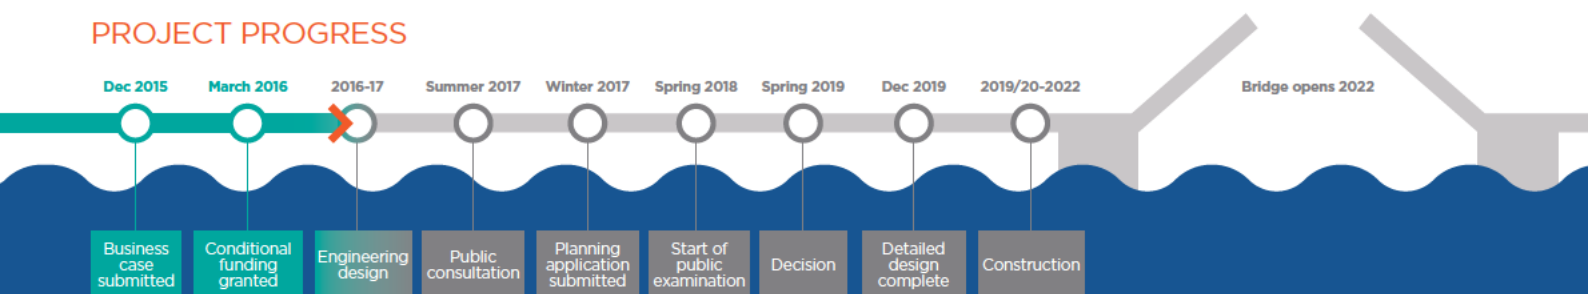 PROJECT PROGRESS
Dec 2015
March 2016
2016-17
Summer 2017
Winter 2017
Spring 2018
Spring 2019
Dec 2019
2019/20-2022
Bridge opens 2022
Business
case
submitted
Conditional
funding
granted
Engineering
design
Public
consultation
Planning
application
submitted
Start of
public
examination
Decision
Detailed
design
complete
Construction